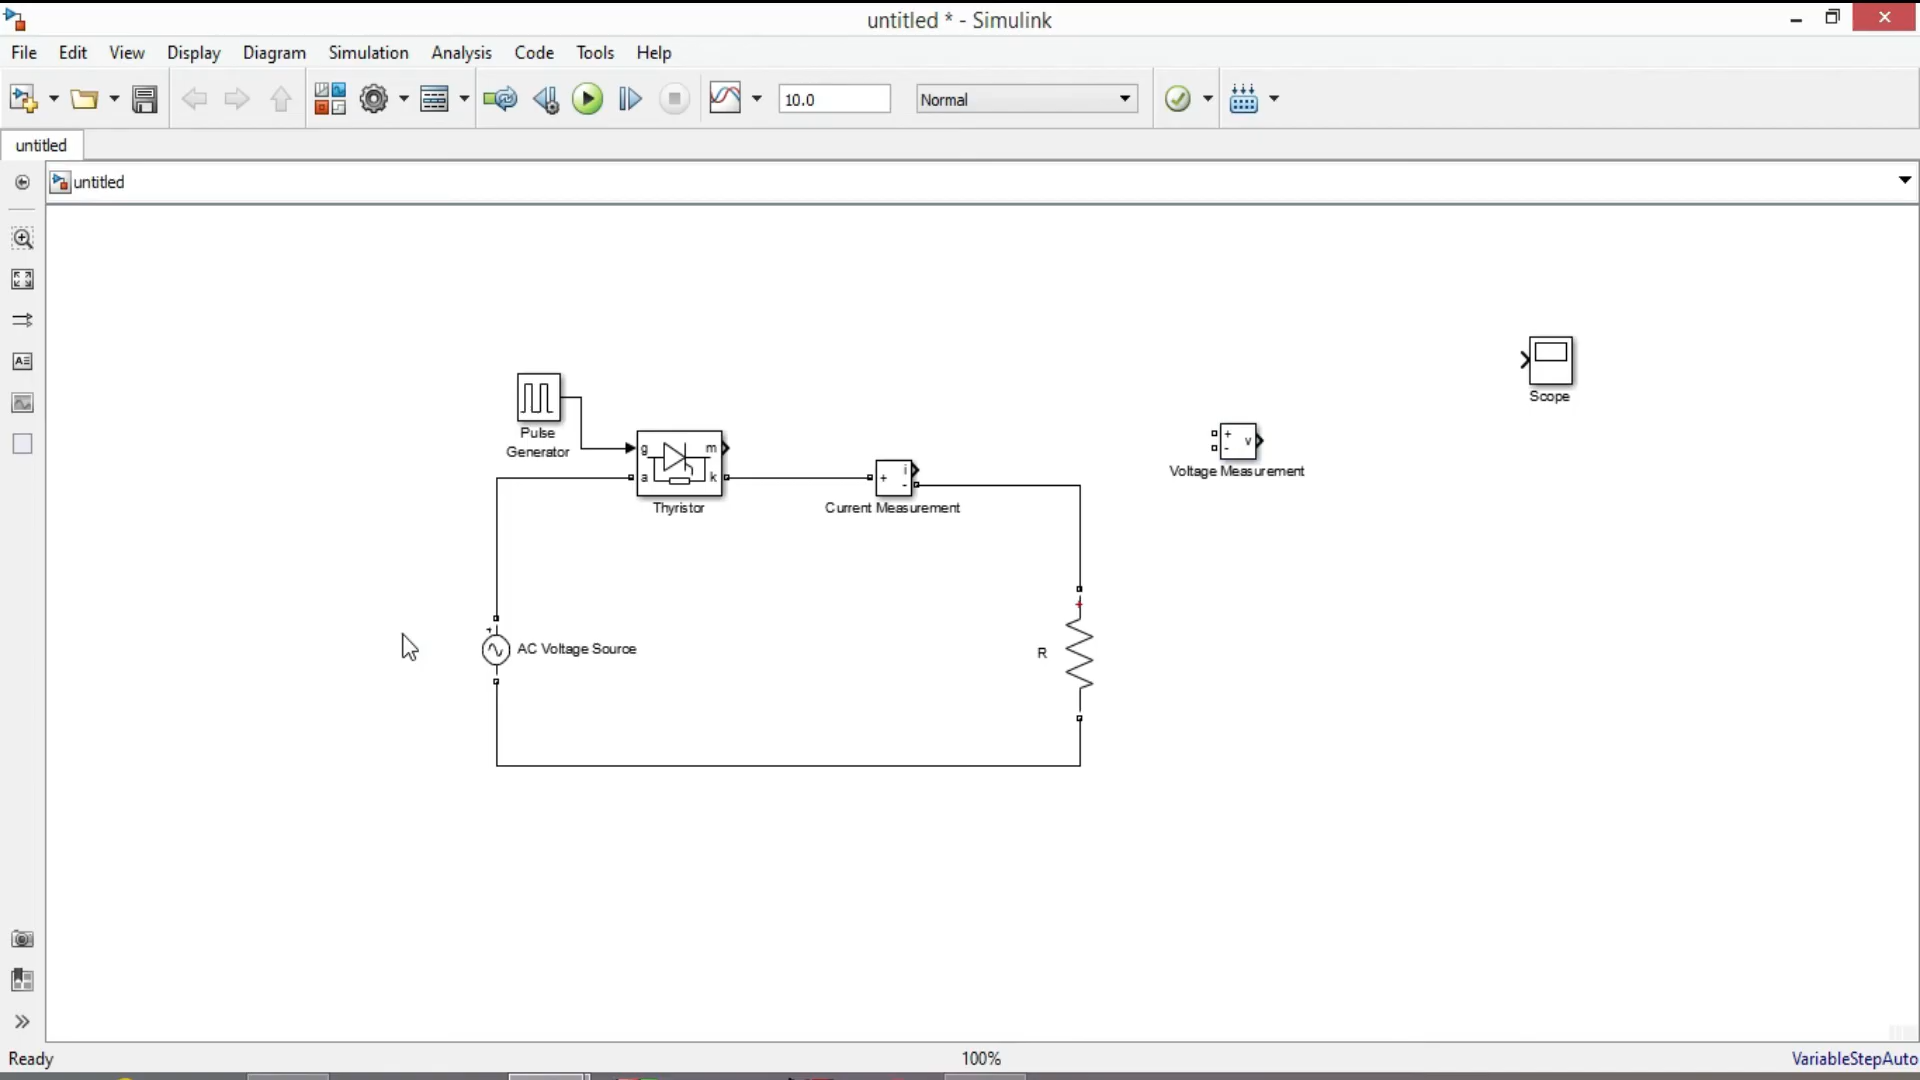 untitled * - Simulink
File Edit View Display Diagram Simulation Analysis Code Tools Help
10.0 Normal
untitled
untitled
Scope
Pulse
Generator
g m
a k
Thyristor
+ i
-
Current Measurement
+ v
-
Voltage Measurement
+
AC Voltage Source
+
R
Ready 100% VariableStepAuto